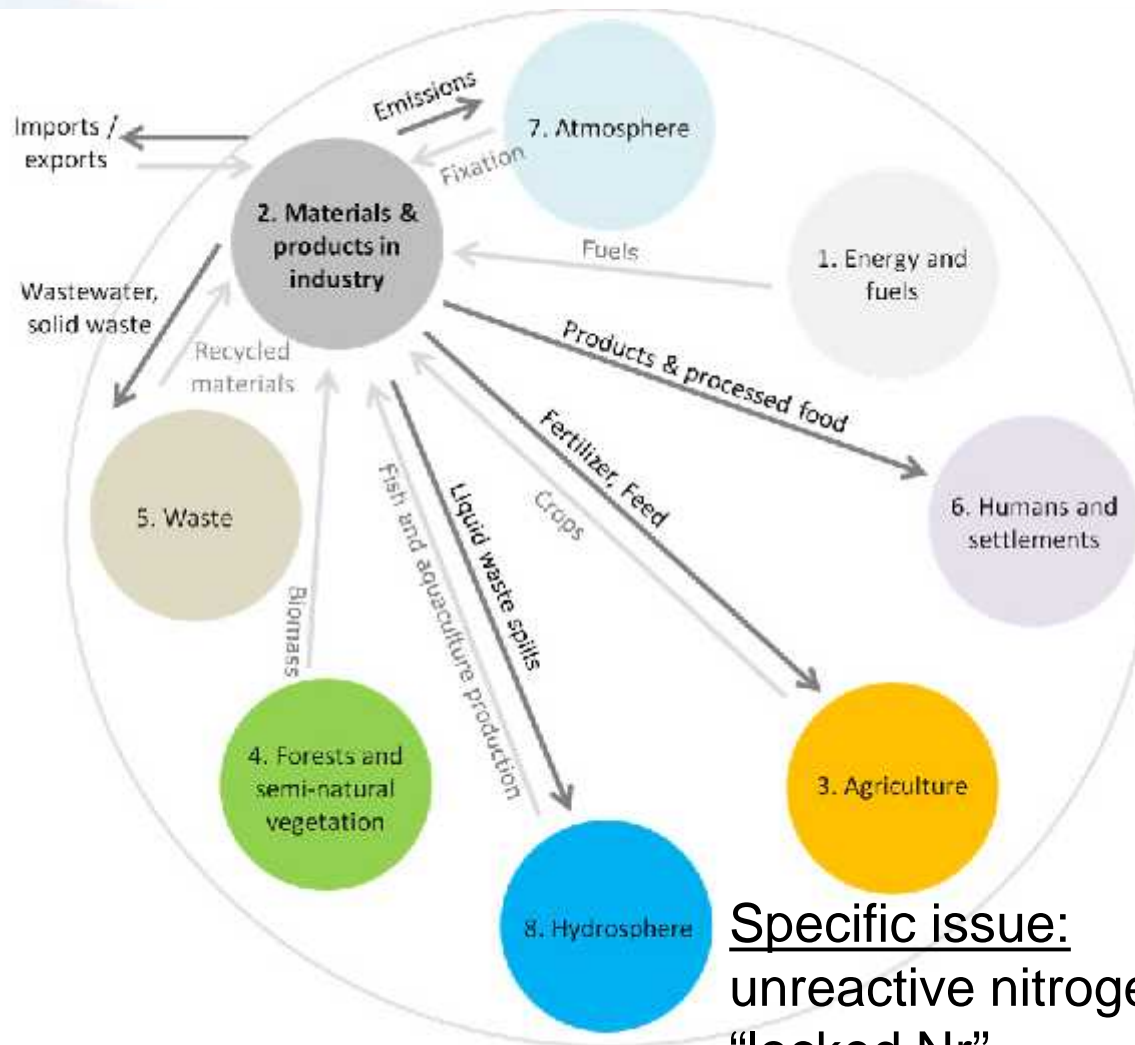 Imports /
exports
Emissions
Fixation
7. Atmosphere
2. Materials &
products in
industry
Fuels
1. Energy and
fuels
Wastewater,
solid waste
Recycled
materials
Products & processed food
Fertilizer, Feed
Crops
Liquid waste spills
Fish and aquaculture production
Biomass
5. Waste
6. Humans and
settlements
4. Forests and
semi-natural
vegetation
3. Agriculture
8. Hydrosphere
Specific issue:
unreactive